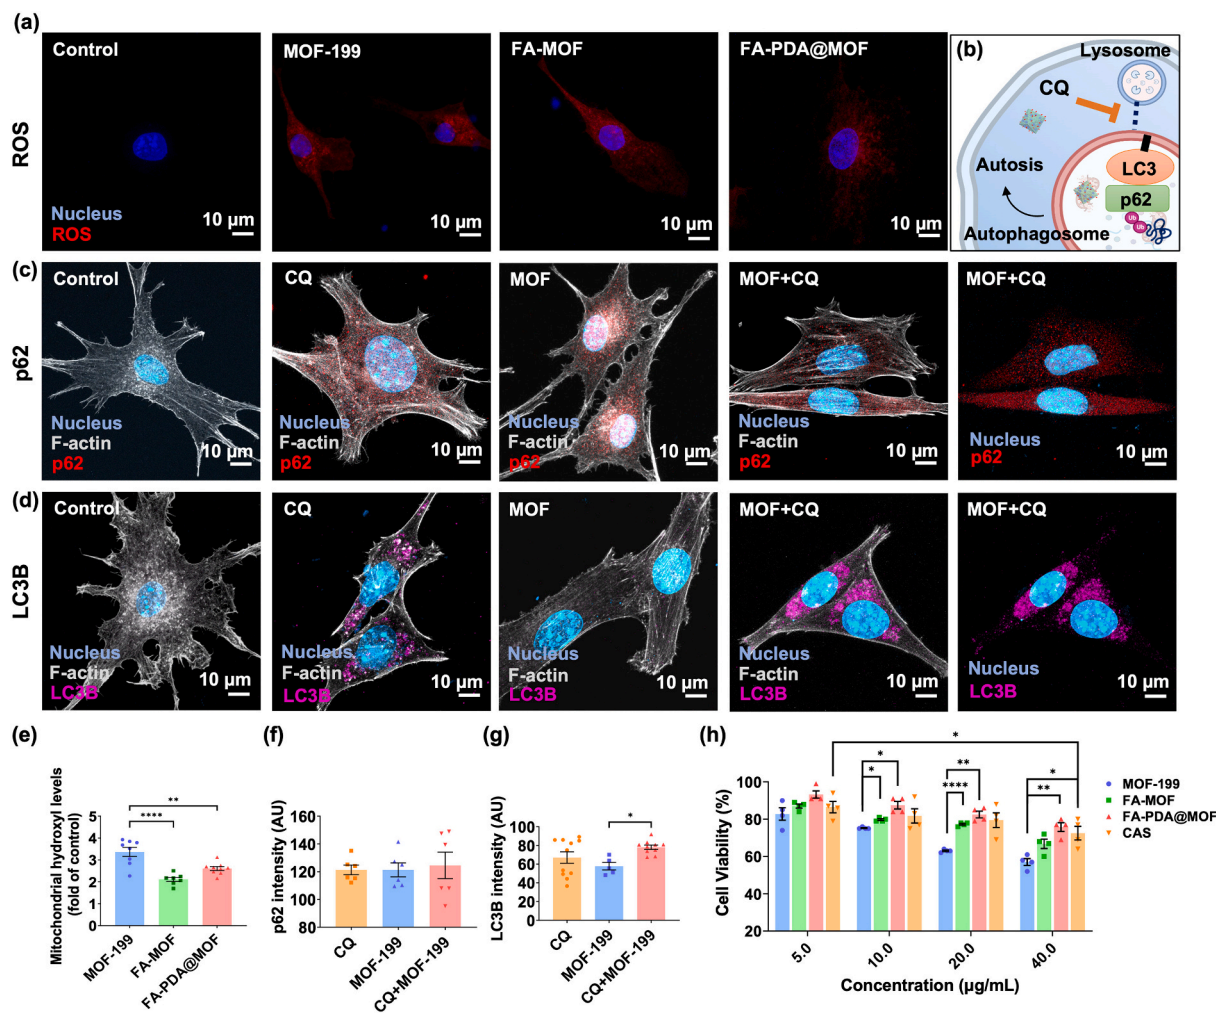 (a)
Control
MOF-199
FA-MOF
FA-PDA@MOF
ROS
Nucleus
ROS
10 µm
10 µm
10 µm
10 µm
(b)
Lysosome
CQ
Autosis
LC3
p62
Ub
Ub
Autophagosome
(c)
Control
CQ
MOF
MOF+CQ
MOF+CQ
p62
Nucleus
F-actin
p62
10 µm
Nucleus
F-actin
p62
10 µm
Nucleus
F-actin
p62
10 µm
Nucleus
F-actin
p62
10 µm
Nucleus
p62
10 µm
(d)
Control
CQ
MOF
MOF+CQ
MOF+CQ
LC3B
Nucleus
F-actin
LC3B
10 µm
Nucleus
F-actin
LC3B
10 µm
Nucleus
F-actin
LC3B
10 µm
Nucleus
F-actin
LC3B
10 µm
Nucleus
LC3B
10 µm
(e)
Mitochondrial hydroxyl levels
(fold of control)
5
4
3
2
1
0
**
****
MOF-199
FA-MOF
FA-PDA@MOF
(f)
p62 intensity (AU)
160
140
120
100
80
CQ
MOF-199
CQ+MOF-199
(g)
LC3B intensity (AU)
100
80
60
40
20
0
*
CQ
MOF-199
CQ+MOF-199
(h)
Cell Viability (%)
100
80
60
40
20
*
*
*
**
****
*
**
5.0
10.0
20.0
40.0
Concentration (µg/mL)
MOF-199
FA-MOF
FA-PDA@MOF
CAS